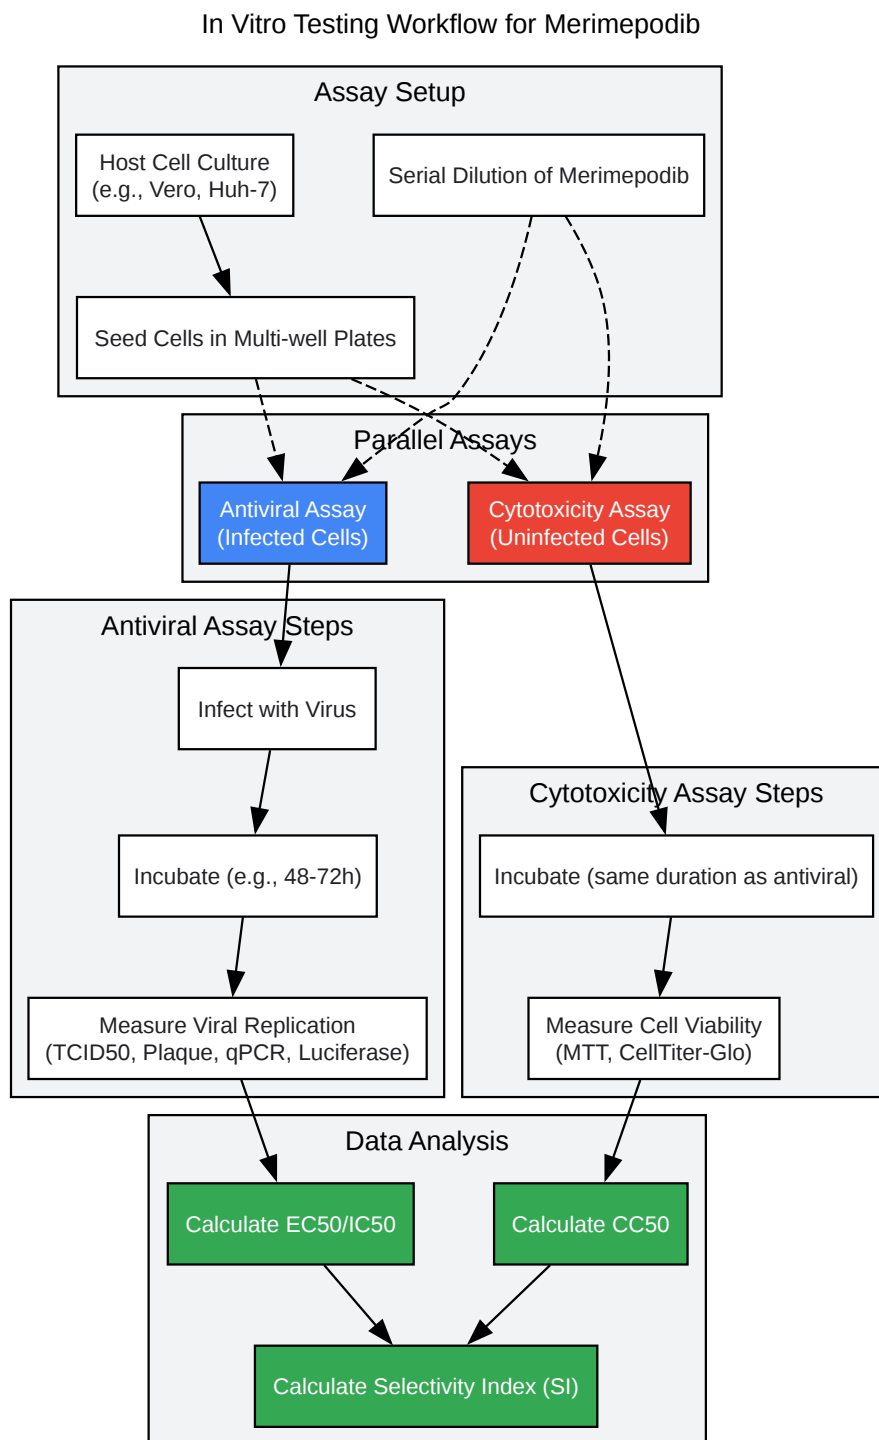 In Vitro Testing Workflow for Merimepodib
Assay Setup
Host Cell Culture
(e.g., Vero, Huh-7)
Serial Dilution of Merimepodib
Seed Cells in Multi-well Plates
Parallel Assays
Antiviral Assay
(Infected Cells)
Cytotoxicity Assay
(Uninfected Cells)
Antiviral Assay Steps
Infect with Virus
Cytotoxicity Assay Steps
Incubate (e.g., 48-72h)
Incubate (same duration as antiviral)
Measure Viral Replication
(TCID50, Plaque, qPCR, Luciferase)
Measure Cell Viability
(MTT, CellTiter-Glo)
Data Analysis
Calculate EC50/IC50
Calculate CC50
Calculate Selectivity Index (SI)